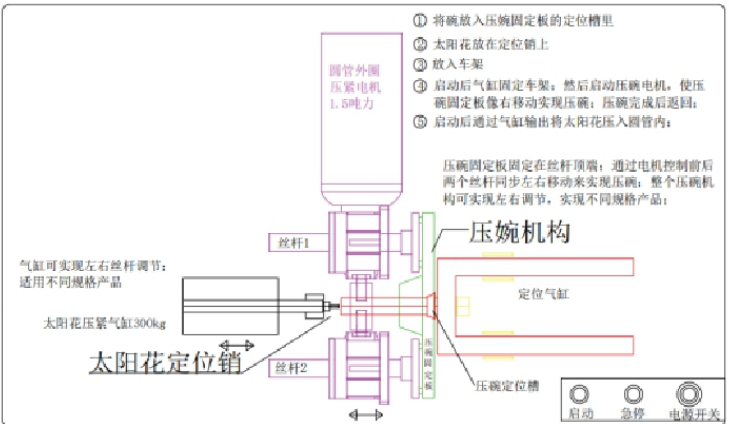 ① 将碗放入压婉固定板的定位槽里
② 太阳花放在定位销上
③ 放入车架
④ 启动后气缸固定车架；然后启动压碗电机，使压
碗固定板像右移动实现压碗；压碗完成后返回；
⑤ 启动后通过气缸输出将太阳花压入圆管内；
圆管外圈
压紧电机
1.5吨力
压碗固定板固定在丝杆顶端；通过电机控制前后
两个丝杆同步左右移动来实现压碗；整个压碗机
构可实现左右调节，实现不同规格产品；
丝杆1
压婉机构
气缸可实现左右丝杆调节；
适用不同规格产品
定位气缸
太阳花压紧气缸300kg
太阳花定位销
丝杆2
压碗固定板
压碗定位槽
启动
急停
电源开关